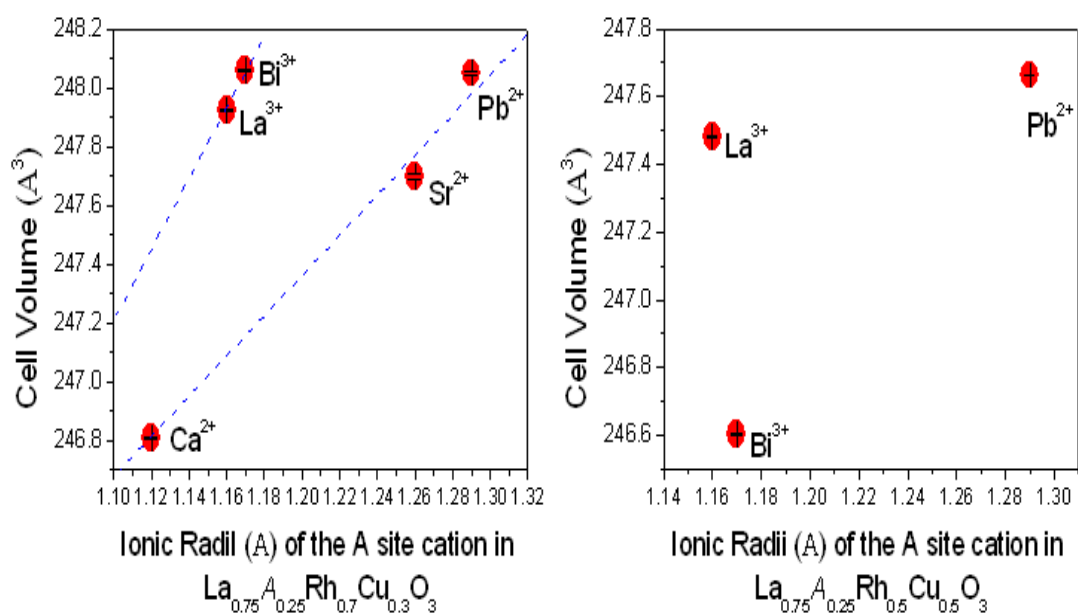 248.2
248.0
247.8
247.6
247.4
247.2
247.0
246.8
Cell Volume (A³)
Bi³⁺
La³⁺
Pb²⁺
Sr²⁺
Ca²⁺
1.10 1.12 1.14 1.16 1.18 1.20 1.22 1.24 1.26 1.28 1.30 1.32
Ionic Radil (A) of the A site cation in
La₀.₇₅A₀.₂₅Rh₀.₇Cu₀.₃O₃
247.8
247.6
247.4
247.2
247.0
246.8
246.6
Cell Volume (A³)
La³⁺
Pb²⁺
Bi³⁺
1.14 1.16 1.18 1.20 1.22 1.24 1.26 1.28 1.30
Ionic Radii (A) of the A site cation in
La₀.₇₅A₀.₂₅Rh₀.₅Cu₀.₅O₃